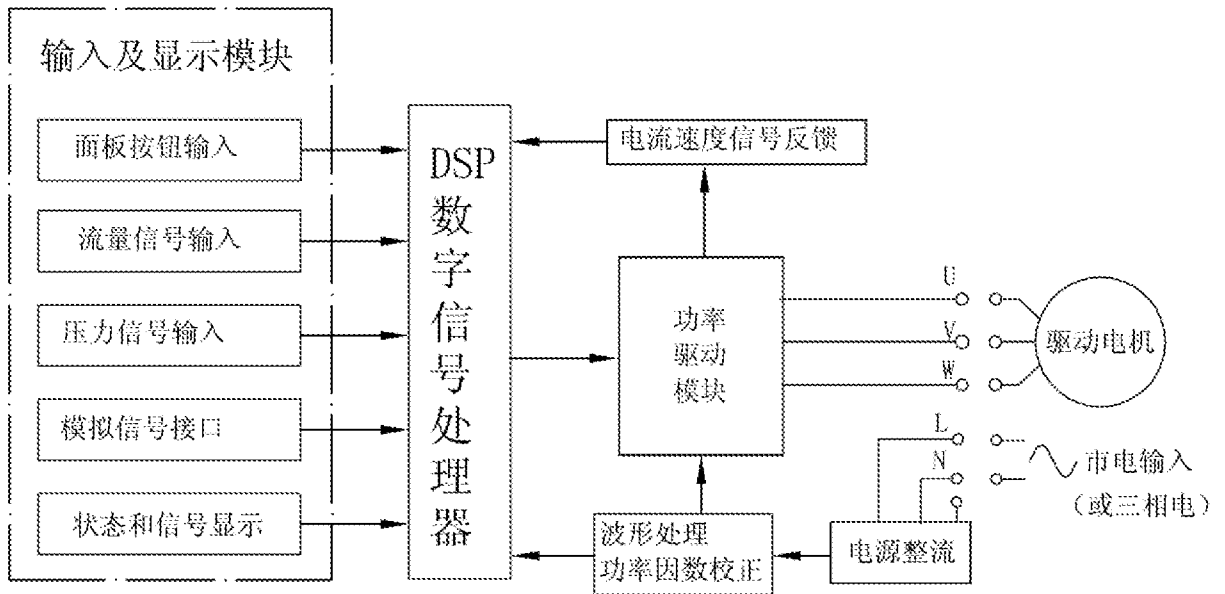 输入及显示模块
面板按钮输入
流量信号输入
压力信号输入
模拟信号接口
状态和信号显示
DSP
数
字
信
号
处
理
器
电流速度信号反馈
功率
驱动
模块
U
V
W
驱动电机
L
N
市电输入
（或三相电）
波形处理
功率因数校正
电源整流